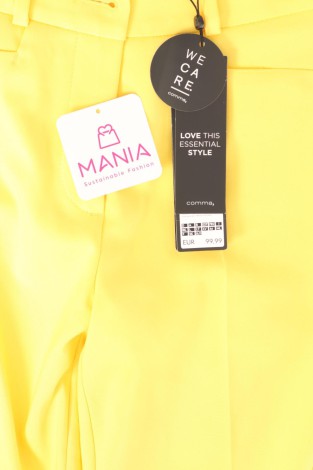 WE
CA
RE.
comma,
LOVE THIS
ESSENTIAL
STYLE
comma,
EUR 99.99
MANIA
Sustainable Fashion